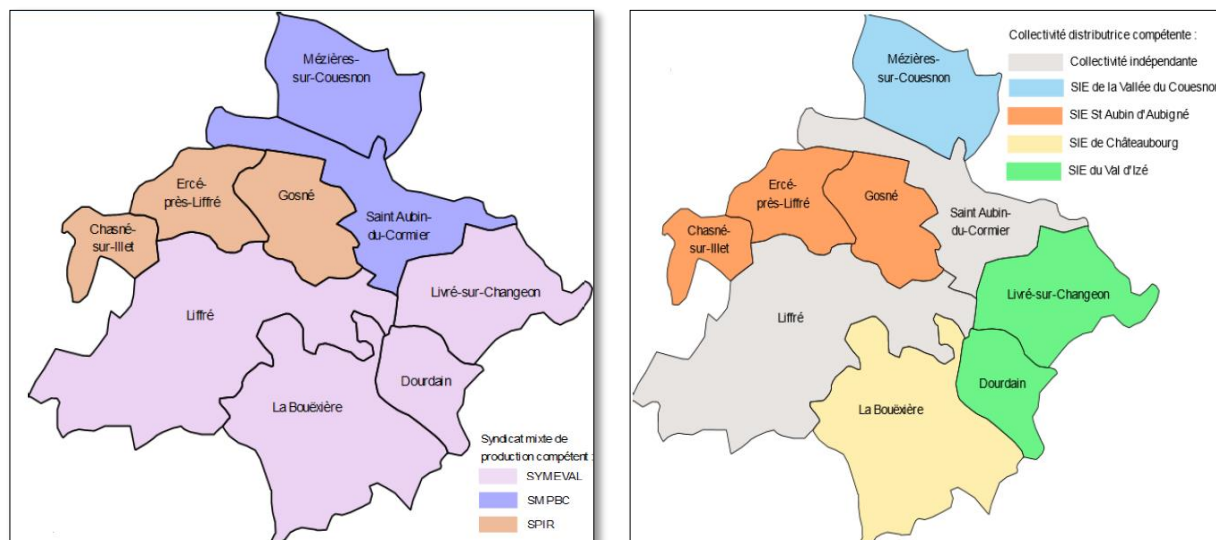 Mézières-
sur-Couesnon
Ercé-
près-Liffré
Gosné
Saint Aubin-
du-Cormier
Chasné-
sur-Illet
Livré-sur-Changeon
Liffré
Dourdain
La Bouëxière
Syndicat mixte de
production compétent :
SYMEVAL
SMPBC
SPIR
Collectivité distributrice compétente :
Collectivité indépendante
SIE de la Vallée du Couesnon
SIE St Aubin d'Aubigné
SIE de Châteaubourg
SIE du Val d'Izé
Mézières-
sur-Couesnon
Ercé-
près-Liffré
Gosné
Saint Aubin-
du-Cormier
Chasné-
sur-Illet
Livré-sur-Changeon
Liffré
Dourdain
La Bouëxière